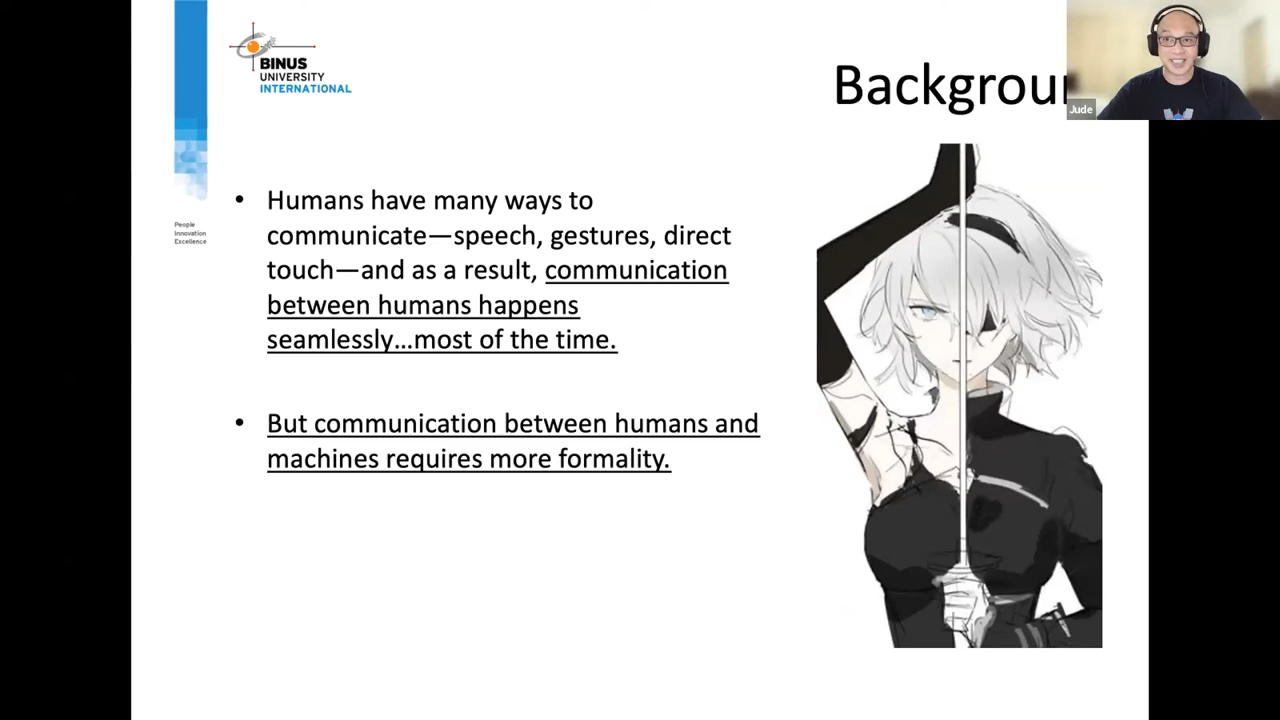 BINUS
UNIVERSITY
INTERNATIONAL
Backgrou
Jude
People
Innovation
Excellence
• Humans have many ways to
communicate—speech, gestures, direct
touch—and as a result, communication
between humans happens
seamlessly…most of the time.
• But communication between humans and
machines requires more formality.